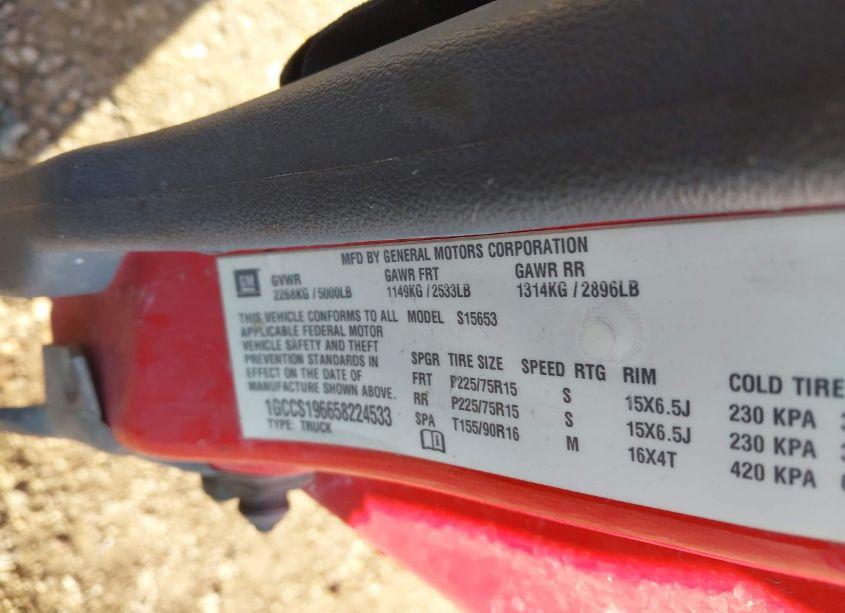 MFD BY GENERAL MOTORS CORPORATION
GM
GVWR GAWR FRT GAWR RR
2268KG / 5000LB 1149KG / 2533LB 1314KG / 2896LB
THIS VEHICLE CONFORMS TO ALL
APPLICABLE FEDERAL MOTOR
VEHICLE SAFETY AND THEFT
PREVENTION STANDARDS IN
EFFECT ON THE DATE OF
MANUFACTURE SHOWN ABOVE.
1GCCS196658224533
TYPE: TRUCK
MODEL S15653
SPGR TIRE SIZE SPEED RTG RIM COLD TIRE
FRT P225/75R15 S 15X6.5J 230 KPA
RR P225/75R15 S 15X6.5J 230 KPA
SPA T155/90R16 M 16X4T 420 KPA